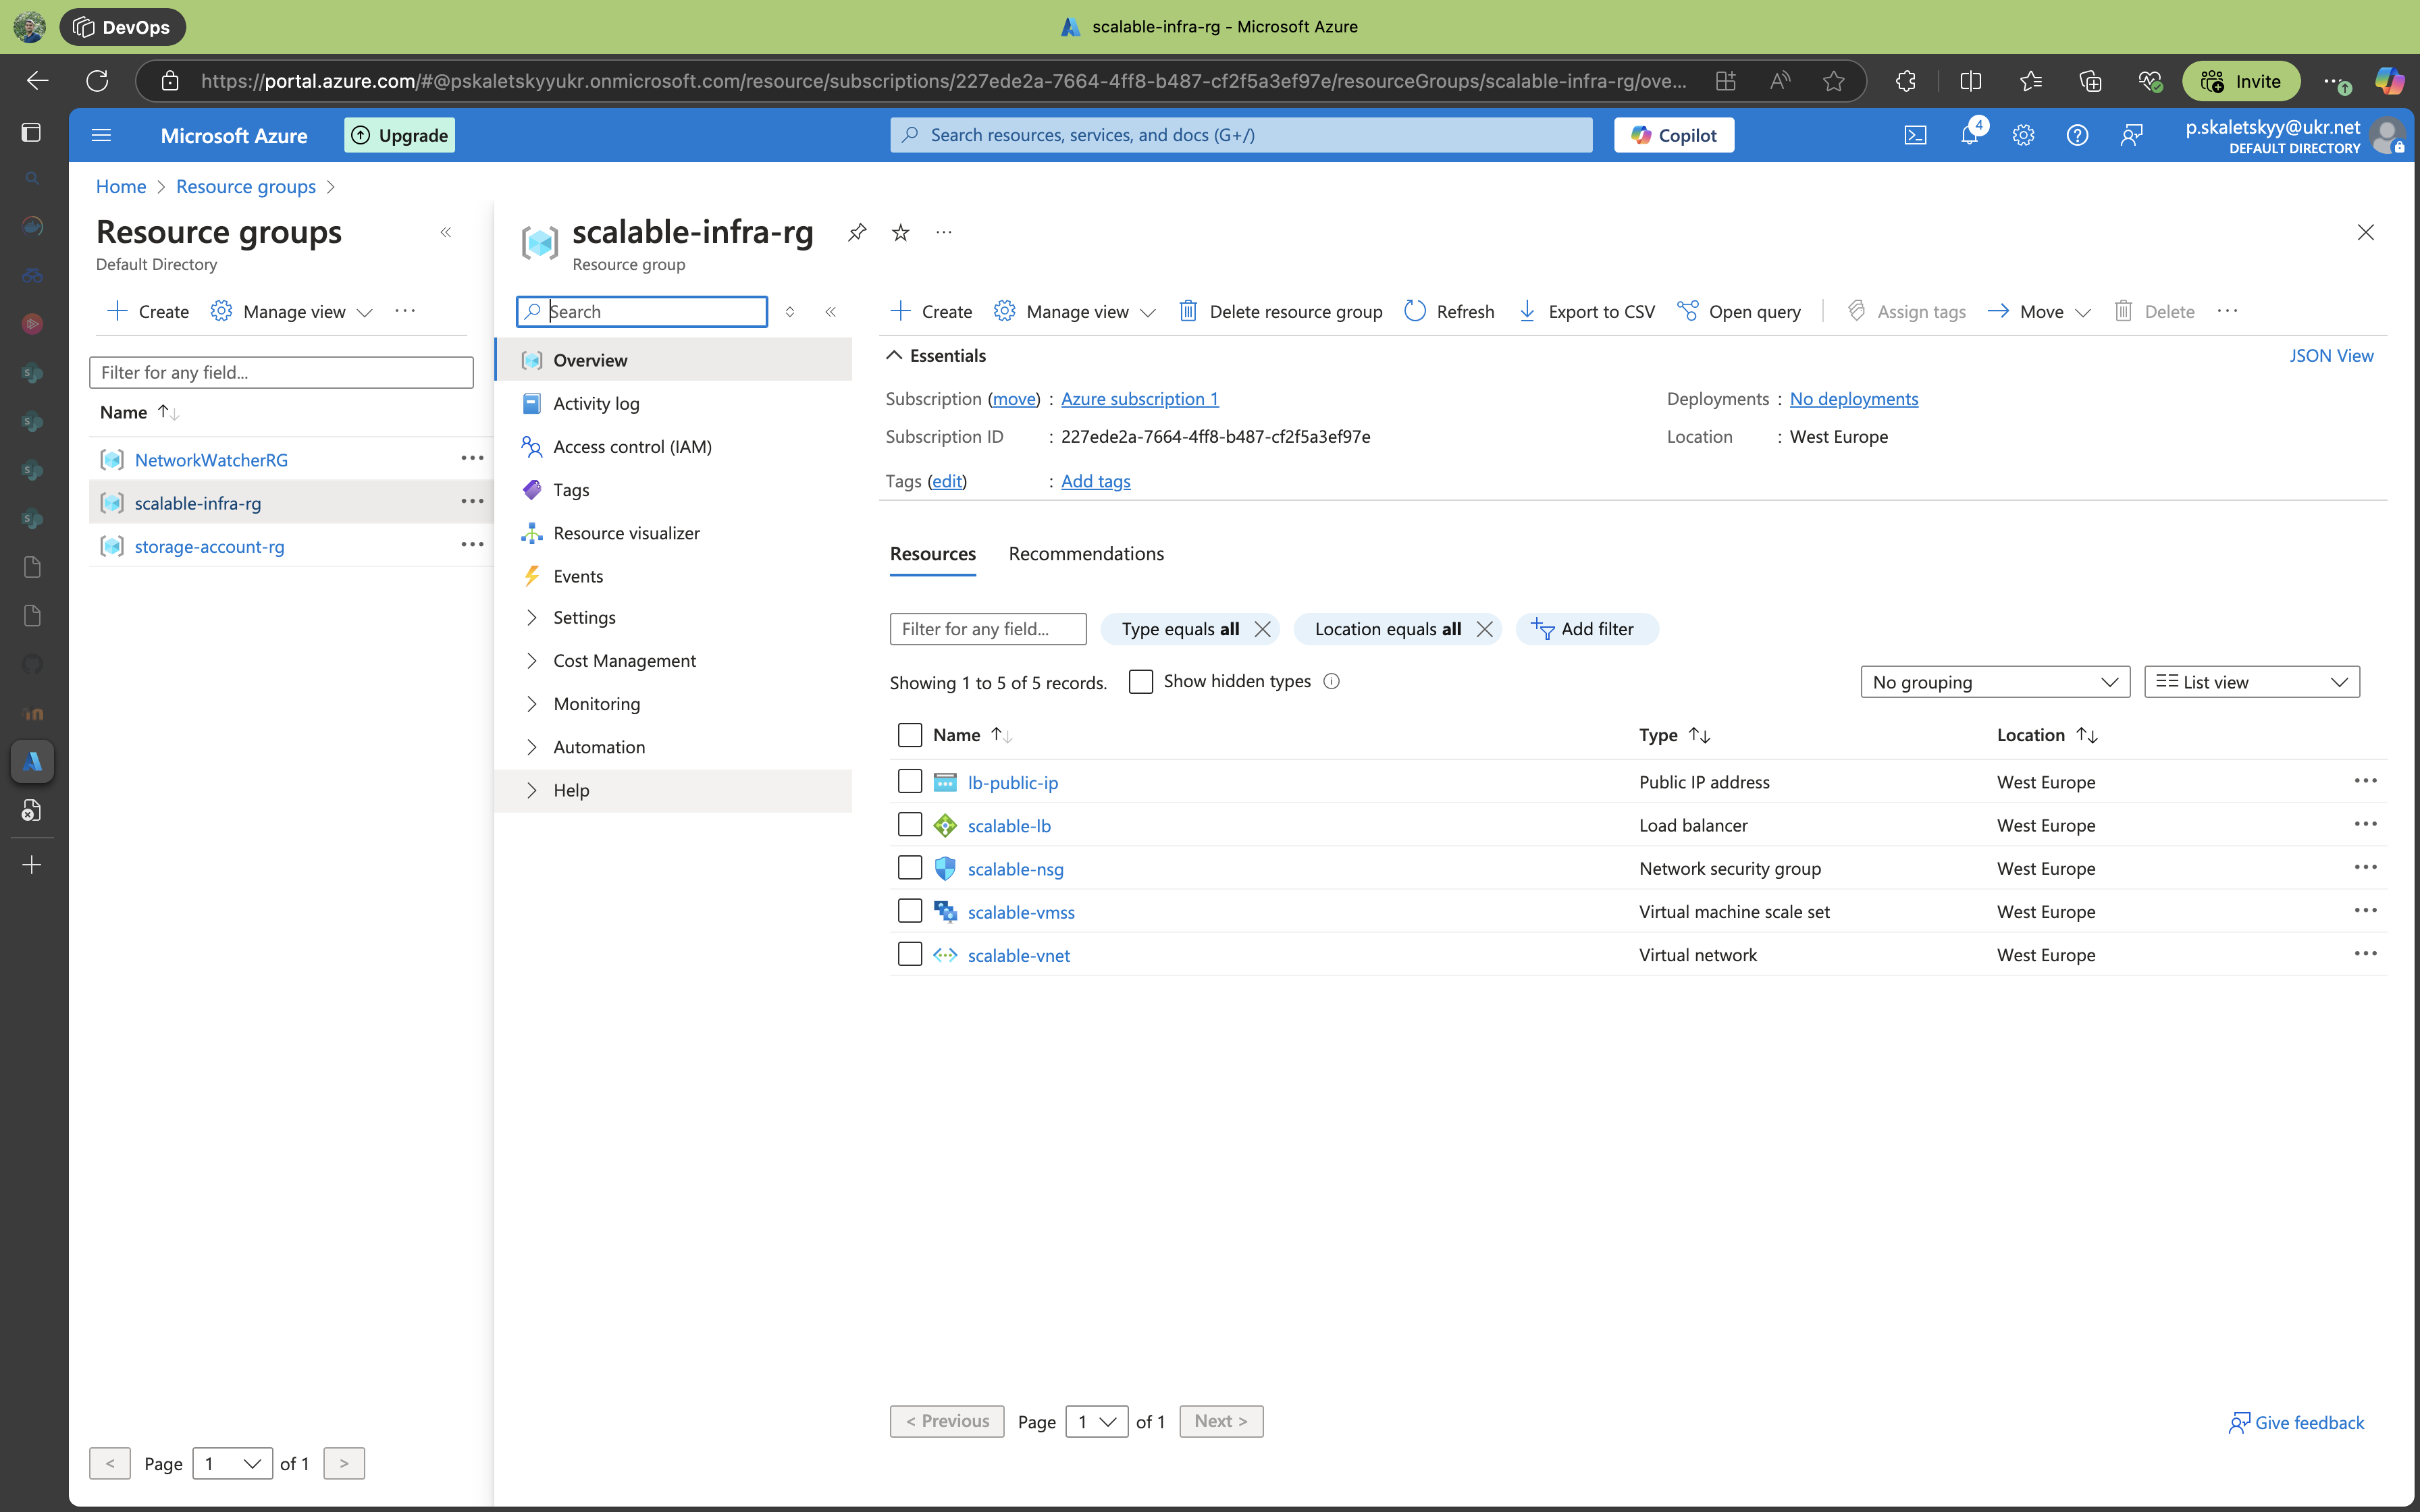 DevOps
scalable-infra-rg - Microsoft Azure
https://portal.azure.com/#@pskaletskyyukr.onmicrosoft.com/resource/subscriptions/227ede2a-7664-4ff8-b487-cf2f5a3ef97e/resourceGroups/scalable-infra-rg/ove...
Invite
Microsoft Azure
Upgrade
Search resources, services, and docs (G+/)
Copilot
4
p.skaletskyy@ukr.net
DEFAULT DIRECTORY
Home > Resource groups >
Resource groups
Default Directory
Create
Manage view
Filter for any field...
Name
NetworkWatcherRG
scalable-infra-rg
storage-account-rg
< Page 1 of 1 >
scalable-infra-rg
Resource group
Search
Overview
Activity log
Access control (IAM)
Tags
Resource visualizer
Events
Settings
Cost Management
Monitoring
Automation
Help
Create Manage view Delete resource group Refresh Export to CSV Open query Assign tags Move Delete
Essentials
JSON View
Subscription (move) : Azure subscription 1
Deployments : No deployments
Subscription ID : 227ede2a-7664-4ff8-b487-cf2f5a3ef97e
Location : West Europe
Tags (edit) : Add tags
Resources Recommendations
Filter for any field... Type equals all Location equals all Add filter
Showing 1 to 5 of 5 records. Show hidden types No grouping List view
Name Type Location
lb-public-ip Public IP address West Europe
scalable-lb Load balancer West Europe
scalable-nsg Network security group West Europe
scalable-vmss Virtual machine scale set West Europe
scalable-vnet Virtual network West Europe
< Previous Page 1 of 1 Next >
Give feedback